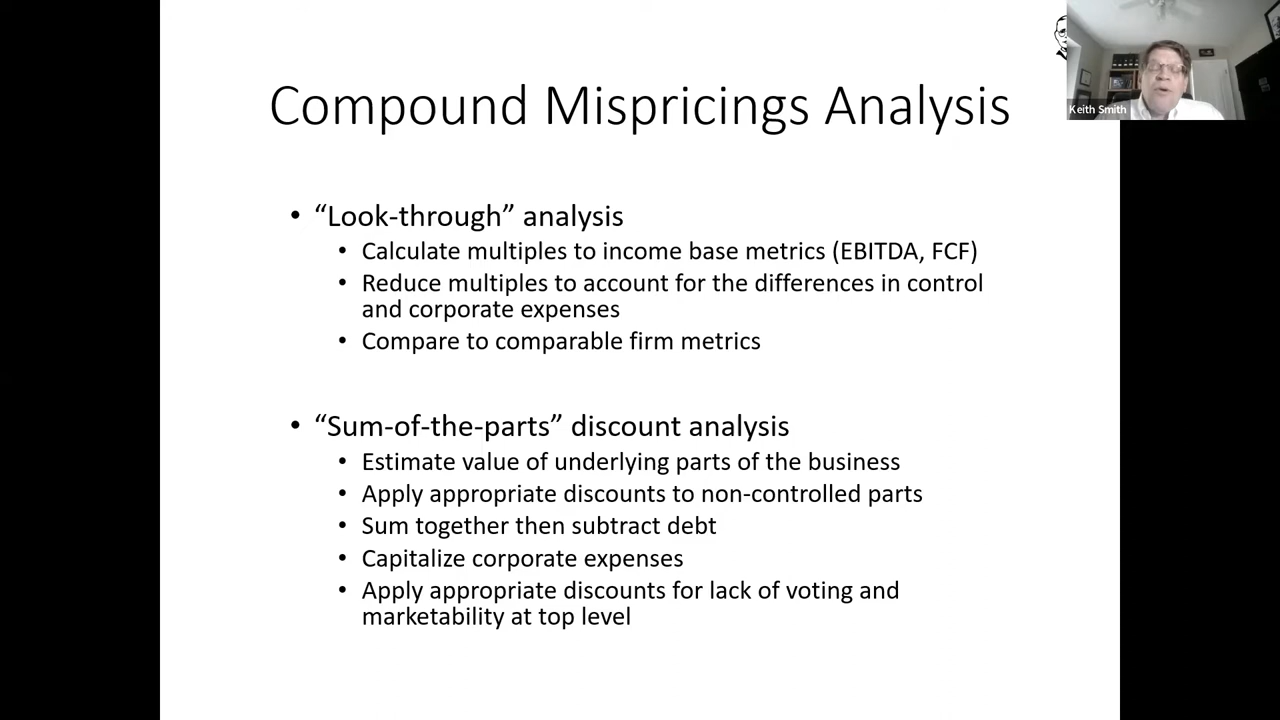 Keith Smith
Compound Mispricings Analysis
• “Look-through” analysis
• Calculate multiples to income base metrics (EBITDA, FCF)
• Reduce multiples to account for the differences in control
and corporate expenses
• Compare to comparable firm metrics
• “Sum-of-the-parts” discount analysis
• Estimate value of underlying parts of the business
• Apply appropriate discounts to non-controlled parts
• Sum together then subtract debt
• Capitalize corporate expenses
• Apply appropriate discounts for lack of voting and
marketability at top level